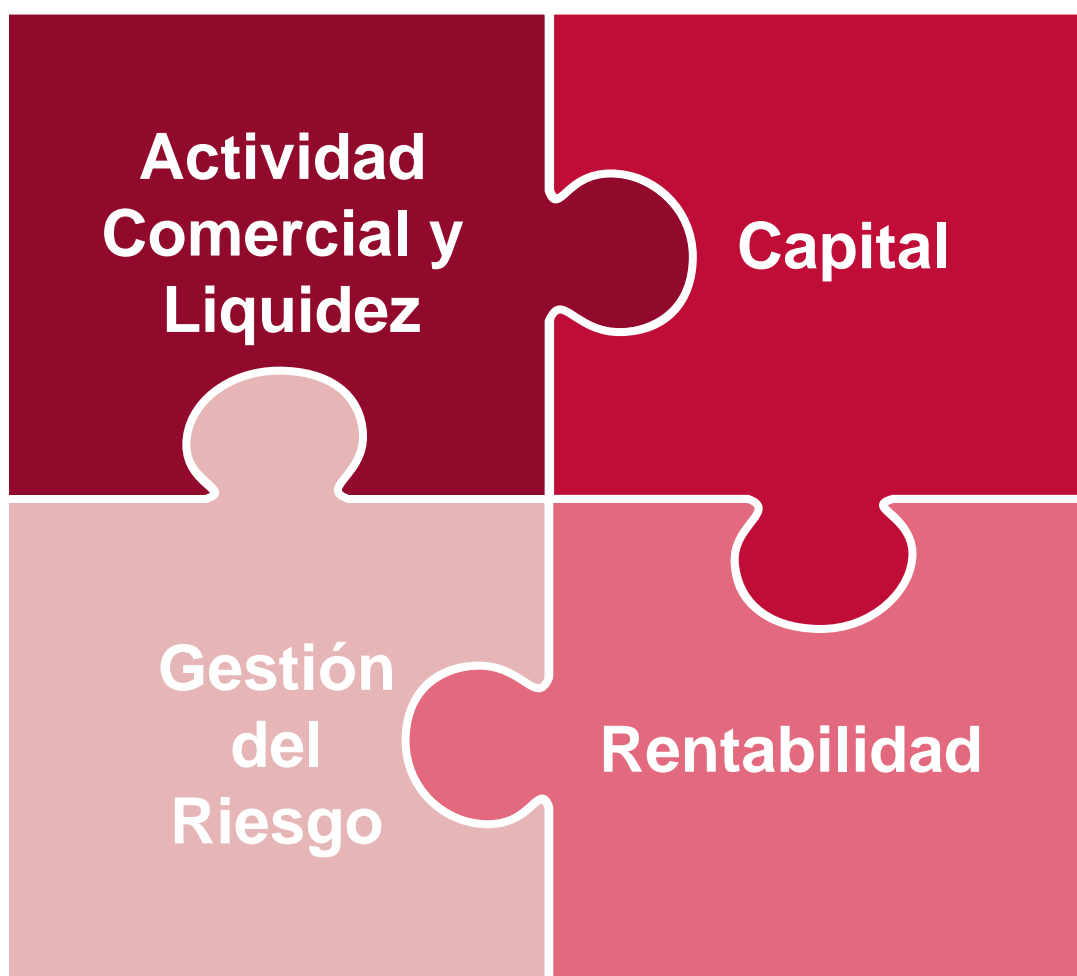 Actividad
Comercial y
Liquidez
Capital
Gestión
del
Riesgo
Rentabilidad